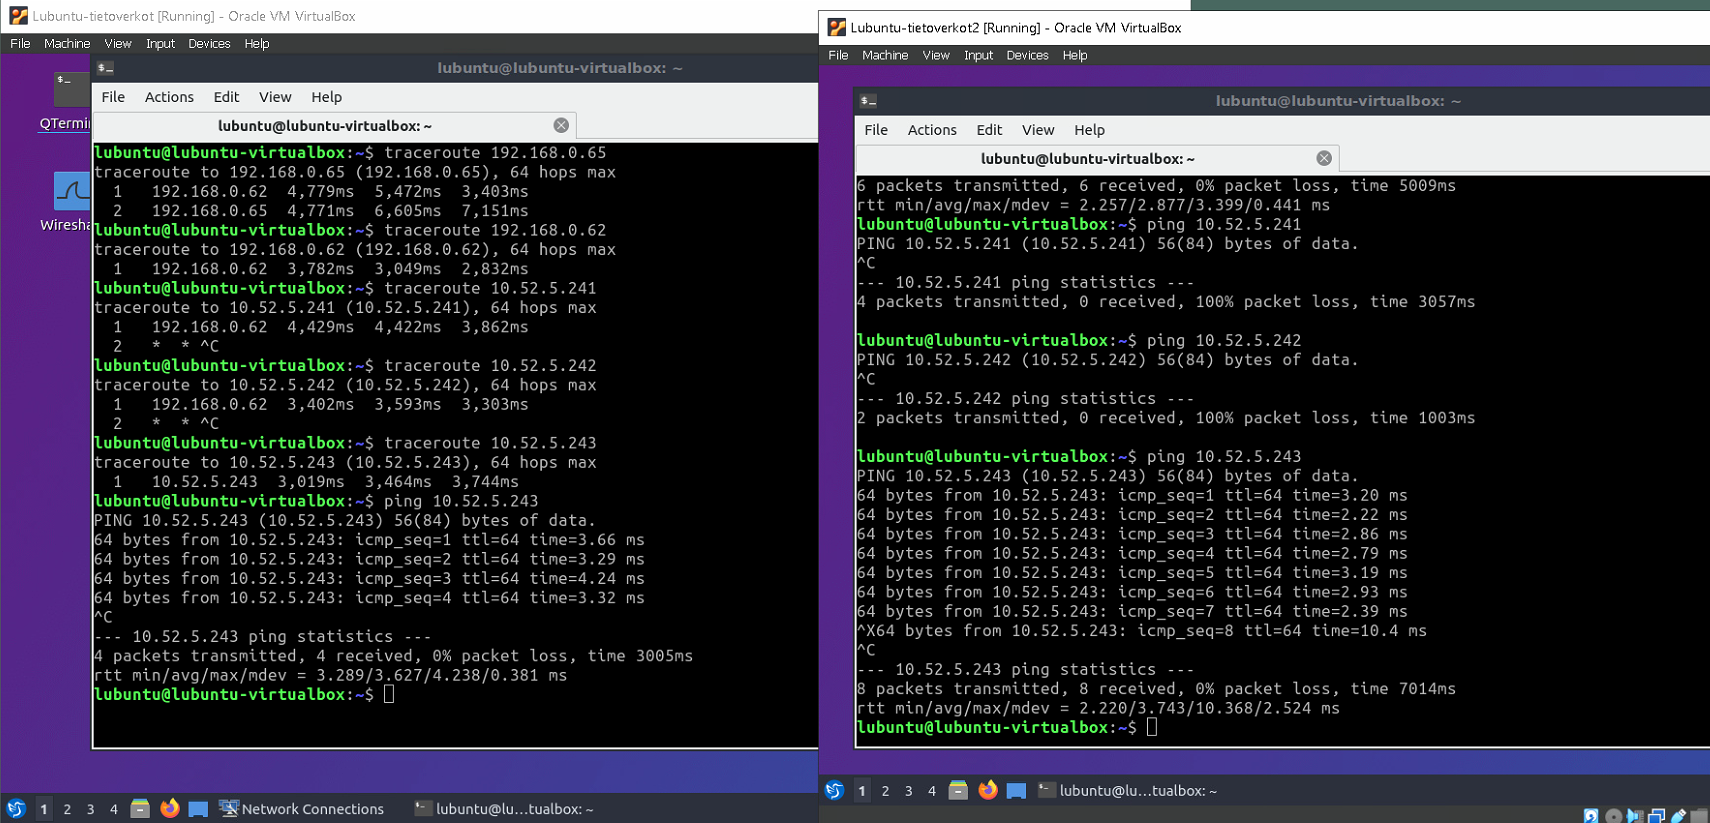 Lubuntu-tietoverkot [Running] - Oracle VM VirtualBox
File Machine View Input Devices Help
QTermi
Wiresha
lubuntu@lubuntu-virtualbox: ~
File Actions Edit View Help
lubuntu@lubuntu-virtualbox: ~
lubuntu@lubuntu-virtualbox:~$ traceroute 192.168.0.65
traceroute to 192.168.0.65 (192.168.0.65), 64 hops max
1 192.168.0.62 4,779ms 5,472ms 3,403ms
2 192.168.0.65 4,771ms 6,605ms 7,151ms
lubuntu@lubuntu-virtualbox:~$ traceroute 192.168.0.62
traceroute to 192.168.0.62 (192.168.0.62), 64 hops max
1 192.168.0.62 3,782ms 3,049ms 2,832ms
lubuntu@lubuntu-virtualbox:~$ traceroute 10.52.5.241
traceroute to 10.52.5.241 (10.52.5.241), 64 hops max
1 192.168.0.62 4,429ms 4,422ms 3,862ms
2 * * ^C
lubuntu@lubuntu-virtualbox:~$ traceroute 10.52.5.242
traceroute to 10.52.5.242 (10.52.5.242), 64 hops max
1 192.168.0.62 3,402ms 3,593ms 3,303ms
2 * * ^C
lubuntu@lubuntu-virtualbox:~$ traceroute 10.52.5.243
traceroute to 10.52.5.243 (10.52.5.243), 64 hops max
1 10.52.5.243 3,019ms 3,464ms 3,744ms
lubuntu@lubuntu-virtualbox:~$ ping 10.52.5.243
PING 10.52.5.243 (10.52.5.243) 56(84) bytes of data.
64 bytes from 10.52.5.243: icmp_seq=1 ttl=64 time=3.66 ms
64 bytes from 10.52.5.243: icmp_seq=2 ttl=64 time=3.29 ms
64 bytes from 10.52.5.243: icmp_seq=3 ttl=64 time=4.24 ms
64 bytes from 10.52.5.243: icmp_seq=4 ttl=64 time=3.32 ms
^C
--- 10.52.5.243 ping statistics ---
4 packets transmitted, 4 received, 0% packet loss, time 3005ms
rtt min/avg/max/mdev = 3.289/3.627/4.238/0.381 ms
lubuntu@lubuntu-virtualbox:~$
1 2 3 4 Network Connections lubuntu@lu...tualbox: ~
Lubuntu-tietoverkot2 [Running] - Oracle VM VirtualBox
File Machine View Input Devices Help
lubuntu@lubuntu-virtualbox: ~
File Actions Edit View Help
lubuntu@lubuntu-virtualbox: ~
6 packets transmitted, 6 received, 0% packet loss, time 5009ms
rtt min/avg/max/mdev = 2.257/2.877/3.399/0.441 ms
lubuntu@lubuntu-virtualbox:~$ ping 10.52.5.241
PING 10.52.5.241 (10.52.5.241) 56(84) bytes of data.
^C
--- 10.52.5.241 ping statistics ---
4 packets transmitted, 0 received, 100% packet loss, time 3057ms
lubuntu@lubuntu-virtualbox:~$ ping 10.52.5.242
PING 10.52.5.242 (10.52.5.242) 56(84) bytes of data.
^C
--- 10.52.5.242 ping statistics ---
2 packets transmitted, 0 received, 100% packet loss, time 1003ms
lubuntu@lubuntu-virtualbox:~$ ping 10.52.5.243
PING 10.52.5.243 (10.52.5.243) 56(84) bytes of data.
64 bytes from 10.52.5.243: icmp_seq=1 ttl=64 time=3.20 ms
64 bytes from 10.52.5.243: icmp_seq=2 ttl=64 time=2.22 ms
64 bytes from 10.52.5.243: icmp_seq=3 ttl=64 time=2.86 ms
64 bytes from 10.52.5.243: icmp_seq=4 ttl=64 time=2.79 ms
64 bytes from 10.52.5.243: icmp_seq=5 ttl=64 time=3.19 ms
64 bytes from 10.52.5.243: icmp_seq=6 ttl=64 time=2.93 ms
64 bytes from 10.52.5.243: icmp_seq=7 ttl=64 time=2.39 ms
^X64 bytes from 10.52.5.243: icmp_seq=8 ttl=64 time=10.4 ms
^C
--- 10.52.5.243 ping statistics ---
8 packets transmitted, 8 received, 0% packet loss, time 7014ms
rtt min/avg/max/mdev = 2.220/3.743/10.368/2.524 ms
lubuntu@lubuntu-virtualbox:~$
1 2 3 4 lubuntu@lu...tualbox: ~